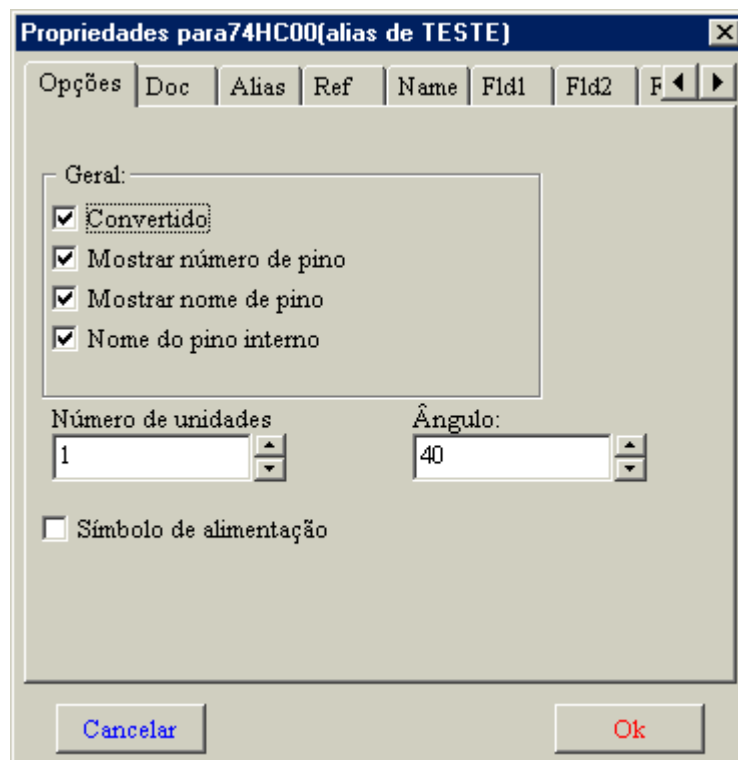 Propriedades para74HC00(alias de TESTE)
Opções Doc Alias Ref Name Fld1 Fld2
Geral:
Convertido
Mostrar número de pino
Mostrar nome de pino
Nome do pino interno
Número de unidades Ângulo:
1 40
Símbolo de alimentação
Cancelar Ok